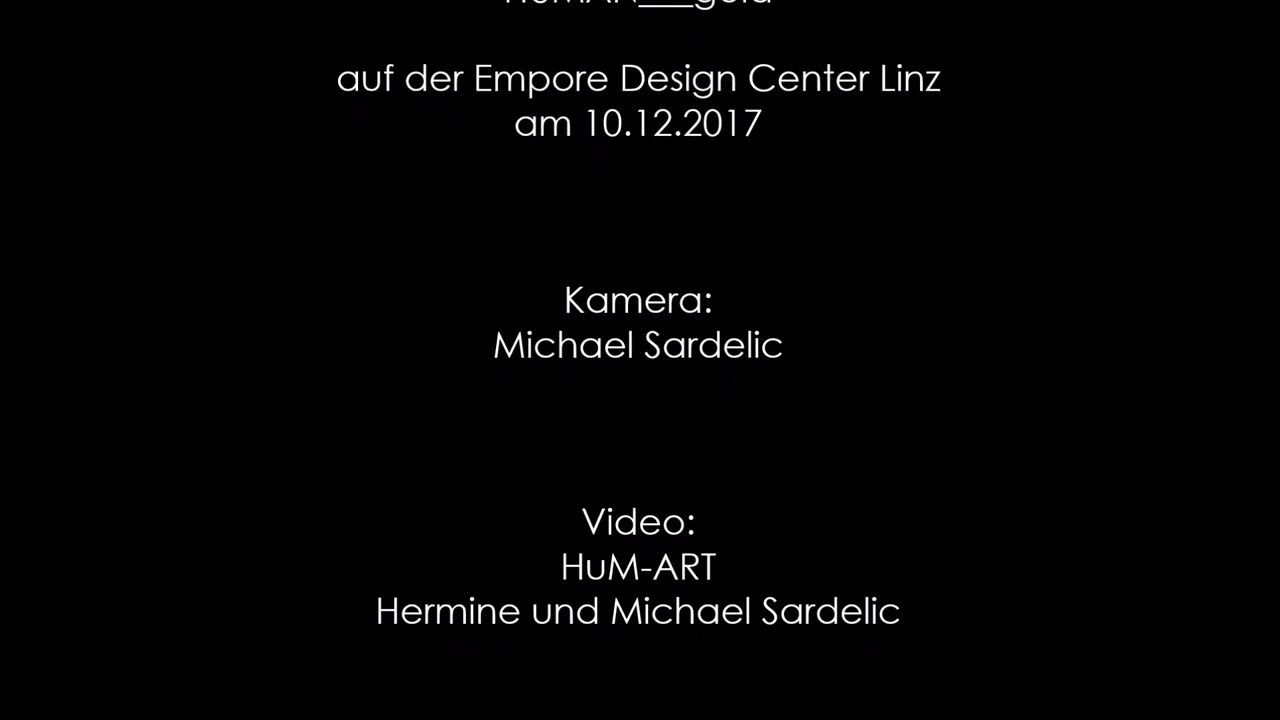 auf der Empore Design Center Linz
am 10.12.2017
Kamera:
Michael Sardelic
Video:
HuM-ART
Hermine und Michael Sardelic